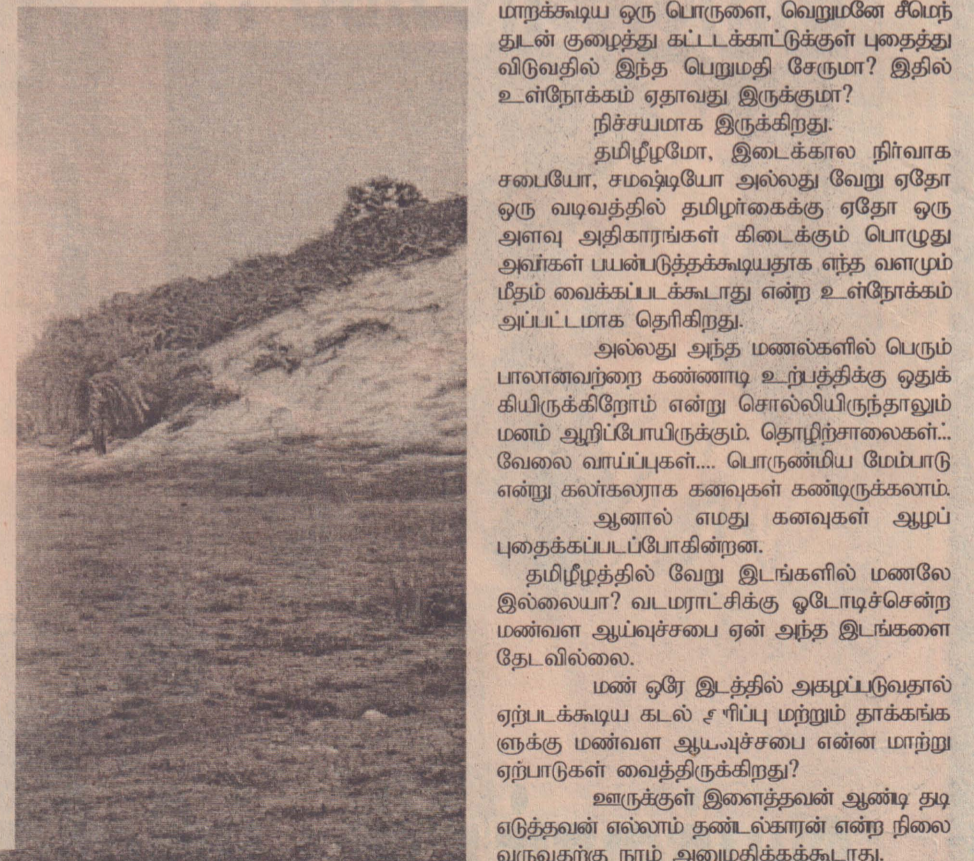 மாறக்கூடிய ஒரு பொருளை, வெறுமனே சீமெந்
துடன் குழைத்து கட்டடக்காட்டுக்குள் புதைத்து
விடுவதில் இந்த பெறுமதி சேருமா? இதில்
உள்நோக்கம் ஏதாவது இருக்குமா?
நிச்சயமாக இருக்கிறது.
தமிழீழமோ, இடைக்கால நிர்வாக
சபையோ, சமஷ்டியோ அல்லது வேறு ஏதோ
ஒரு வடிவத்தில் தமிழர்கைக்கு ஏதோ ஒரு
அளவு அதிகாரங்கள் கிடைக்கும் பொழுது
அவர்கள் பயன்படுத்தக்கூடியதாக எந்த வளமும்
மீதம் வைக்கப்படக்கூடாது என்ற உள்நோக்கம்
அப்பட்டமாக தெரிகிறது.
அல்லது அந்த மணல்களில் பெரும்
பாலானவற்றை கண்ணாடி உற்பத்திக்கு ஒதுக்
கியிருக்கிறோம் என்று சொல்லியிருந்தாலும்
மனம் ஆறிப்போயிருக்கும். தொழிற்சாலைகள்...
வேலை வாய்ப்புகள்.... பொருண்மிய மேம்பாடு
என்று கலர்கலராக கனவுகள் கண்டிருக்கலாம்.
ஆனால் எமது கனவுகள் ஆழப்
புதைக்கப்படப்போகின்றன.
தமிழீழத்தில் வேறு இடங்களில் மணலே
இல்லையா? வடமராட்சிக்கு ஓடோடிச்சென்ற
மண்வள ஆய்வுச்சபை ஏன் அந்த இடங்களை
தேடவில்லை.
மண் ஒரே இடத்தில் அகழப்படுவதால்
ஏற்படக்கூடிய கடல் மற்றும் தாக்கங்க
ளுக்கு மண்வள ஆய்வுச்சபை என்ன மாற்று
ஏற்பாடுகள் வைத்திருக்கிறது?
ஊருக்குள் இளைத்தவன் ஆண்டி தடி
எடுத்தவன் எல்லாம் தண்டல்காரன் என்ற நிலை
வருவதற்கு நாம் அனுமதிக்கக்கூடாது.